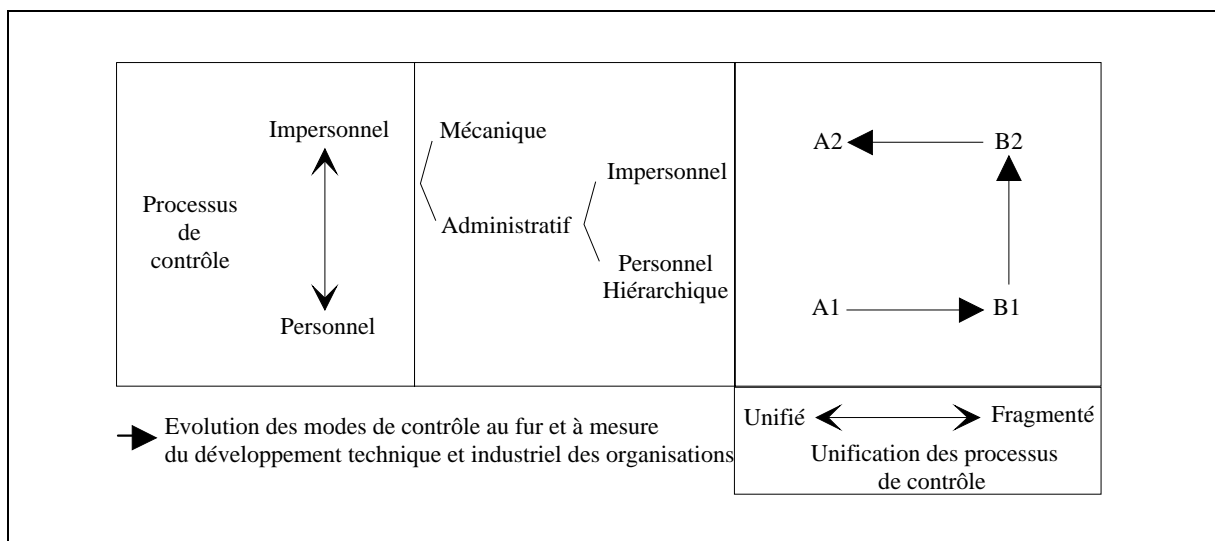 Processus
de
contrôle
Impersonnel
Personnel
Mécanique
Administratif
Impersonnel
Personnel
Hiérarchique
A2
B2
A1
B1
Evolution des modes de contrôle au fur et à mesure
du développement technique et industriel des organisations
Unifié
Fragmenté
Unification des processus
de contrôle